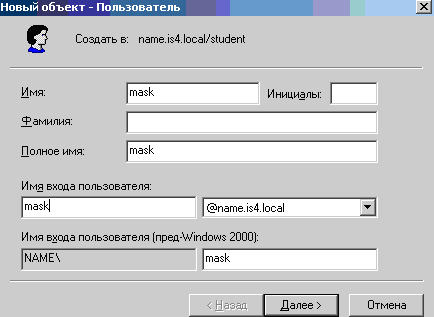 Новый объект - Пользователь
Создать в: name.is4.local/student
Имя: mask Инициалы:
Фамилия:
Полное имя: mask
Имя входа пользователя:
mask @name.is4.local
Имя входа пользователя (пред-Windows 2000):
NAME\ mask
< Назад Далее > Отмена